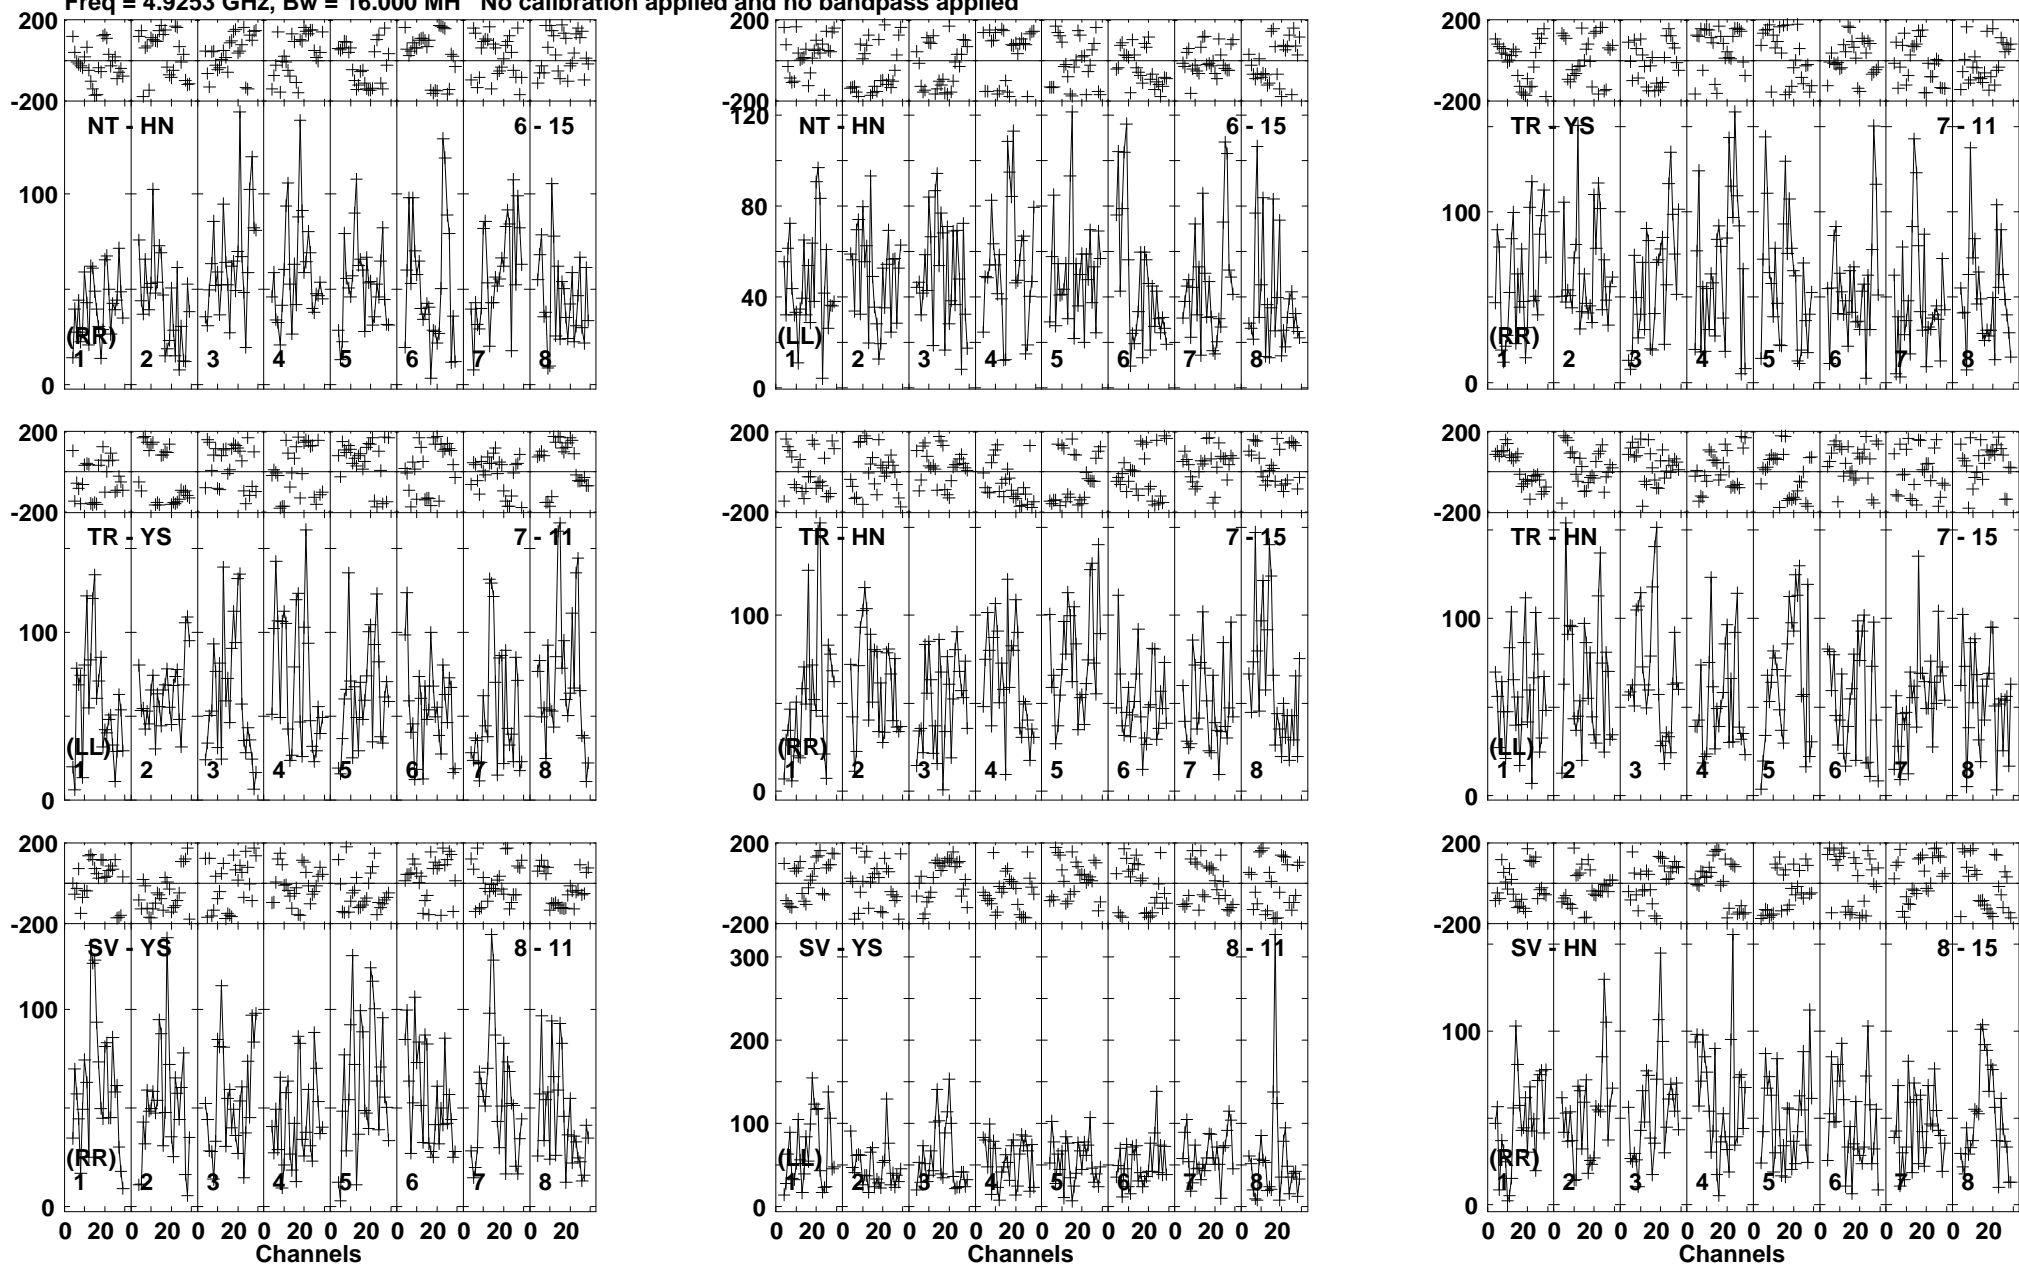 Freq = 4.9253 GHz, Bw = 16.000 MH No calibration applied and no bandpass applied
200 200 200
-200 -200 -200
NT - HN 6 - 15 NT - HN 6 - 15 TR - YS 7 - 11
120
100 80 100
40
(RR) (LL) (RR)
1 2 3 4 5 6 7 8 1 2 3 4 5 6 7 8 1 2 3 4 5 6 7 8
0 0 0
200 200 200
-200 -200 -200
TR - YS 7 - 11 TR - HN 7 - 15 TR - HN 7 - 15
100 100 100
(LL) (RR) (LL)
1 2 3 4 5 6 7 8 1 2 3 4 5 6 7 8 1 2 3 4 5 6 7 8
0 0 0
200 200 200
-200 -200 -200
SV - YS 8 - 11 SV - YS 8 - 11 SV - HN 8 - 15
300
200
100 100 100
(RR) (LL) (RR)
1 2 3 4 5 6 7 8 1 2 3 4 5 6 7 8 1 2 3 4 5 6 7 8
0 0 0
0 20 0 20 0 20 0 20 0 20 0 20 0 20 0 20 0 20 0 20 0 20 0 20 0 20 0 20 0 20 0 20 0 20 0 20 0 20 0 20 0 20 0 20 0 20 0 20
Channels Channels Channels